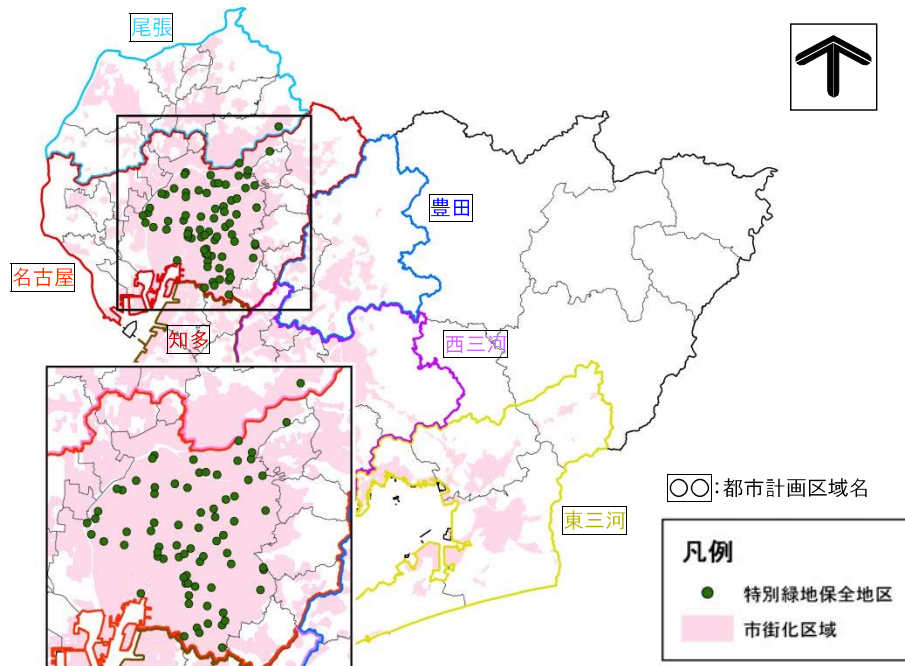 尾張
豊田
名古屋
知多
西三河
○○:都市計画区域名
東三河
凡例
特別緑地保全地区
市街化区域